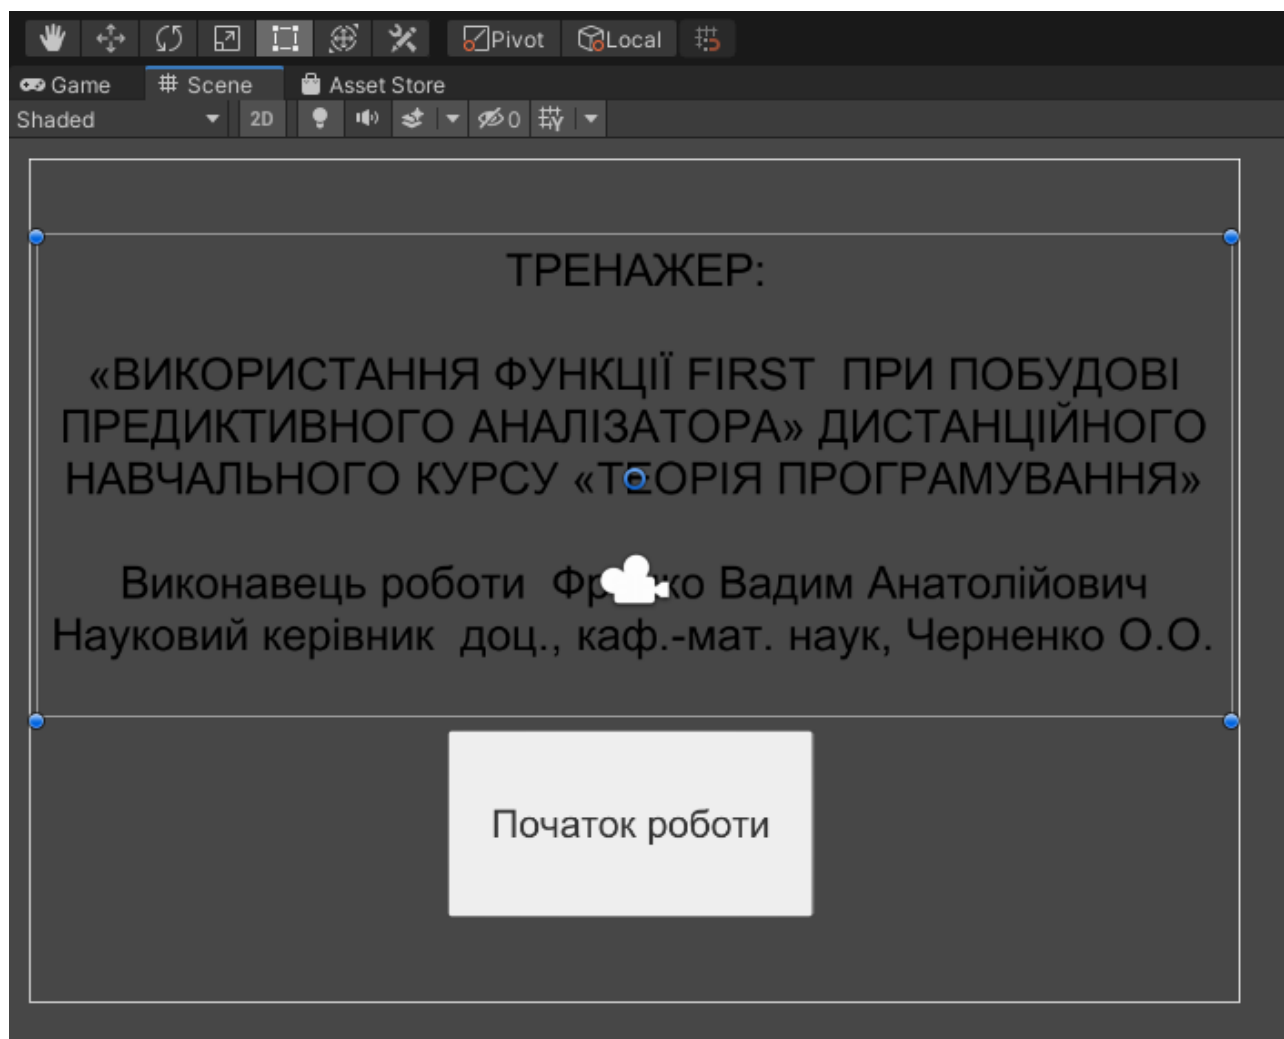 Pivot Local
Game Scene Asset Store
Shaded 2D 0
ТРЕНАЖЕР:
«ВИКОРИСТАННЯ ФУНКЦІЇ FIRST ПРИ ПОБУДОВІ
ПРЕДИКТИВНОГО АНАЛІЗАТОРА» ДИСТАНЦІЙНОГО
НАВЧАЛЬНОГО КУРСУ «ТЕОРІЯ ПРОГРАМУВАННЯ»
Виконавець роботи Вадим Анатолійович
Науковий керівник доц., каф.-мат. наук, Черненко О.О.
Початок роботи